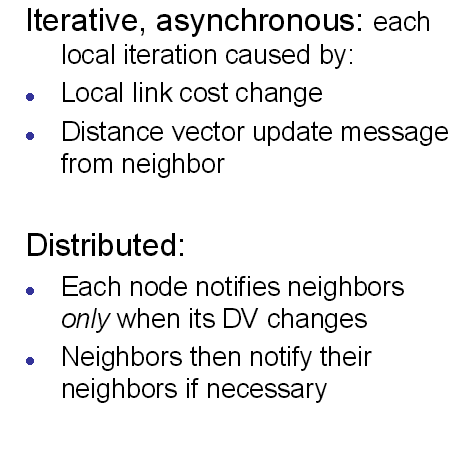 Iterative, asynchronous: each
local iteration caused by:
• Local link cost change
• Distance vector update message
from neighbor
Distributed:
• Each node notifies neighbors
only when its DV changes
• Neighbors then notify their
neighbors if necessary